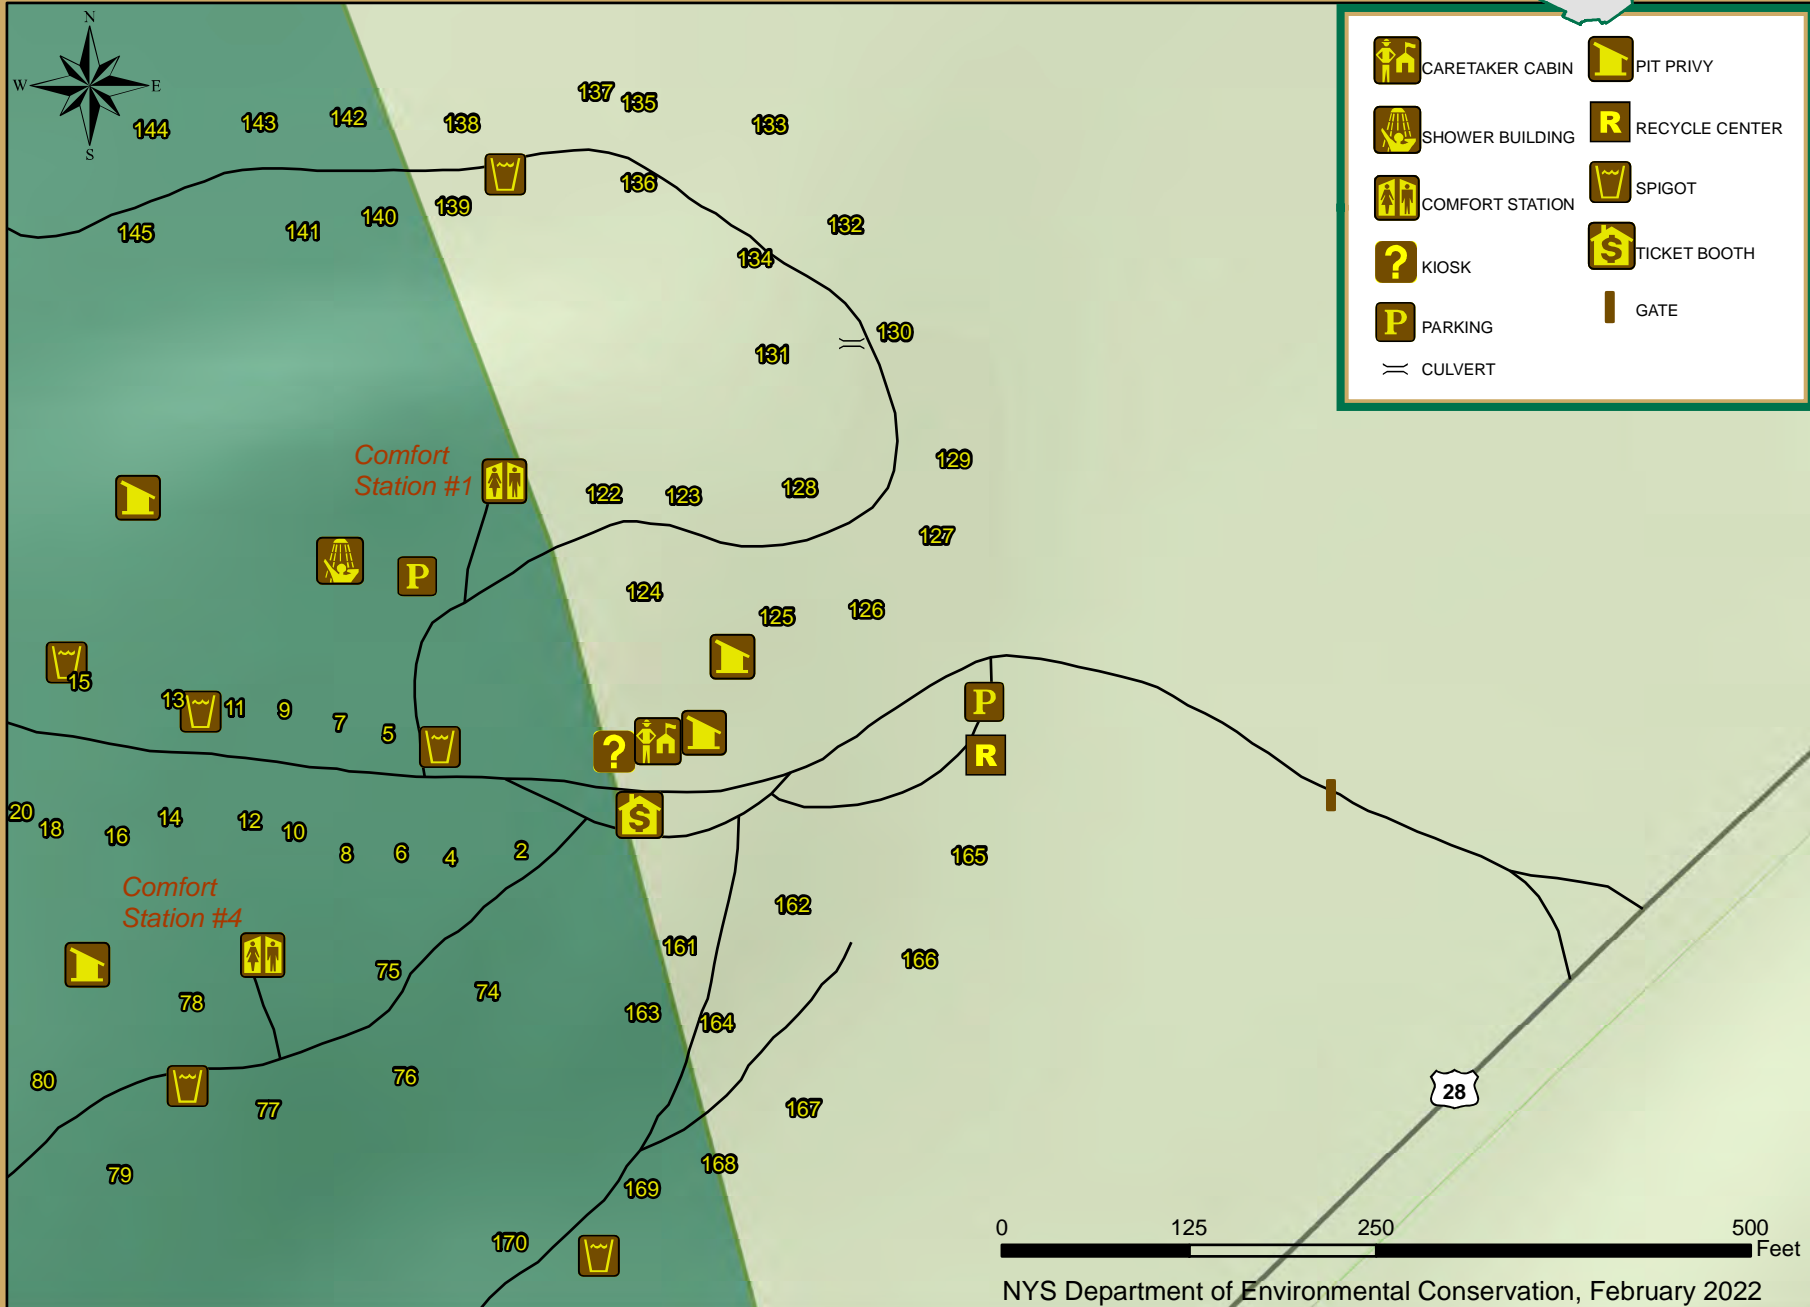 N
W E
S
CARETAKER CABIN
SHOWER BUILDING
COMFORT STATION
? KIOSK
P PARKING
CULVERT
PIT PRIVY
R RECYCLE CENTER
SPIGOT
$ TICKET BOOTH
GATE
137 135
144 143 142 138 133
136
145 141 140 139 132
134
130
131
Comfort
Station #1
129
122 123 128
127
P
124 125 126
15
13 11 9 7 5
P
? R
$
20 18 16 14 12 10 8 6 4 2
165
Comfort
Station #4
162
161
166
75
74
78
163 164
80 76
77
167
28
79
168
169
170
0 125 250 500
Feet
NYS Department of Environmental Conservation, February 2022